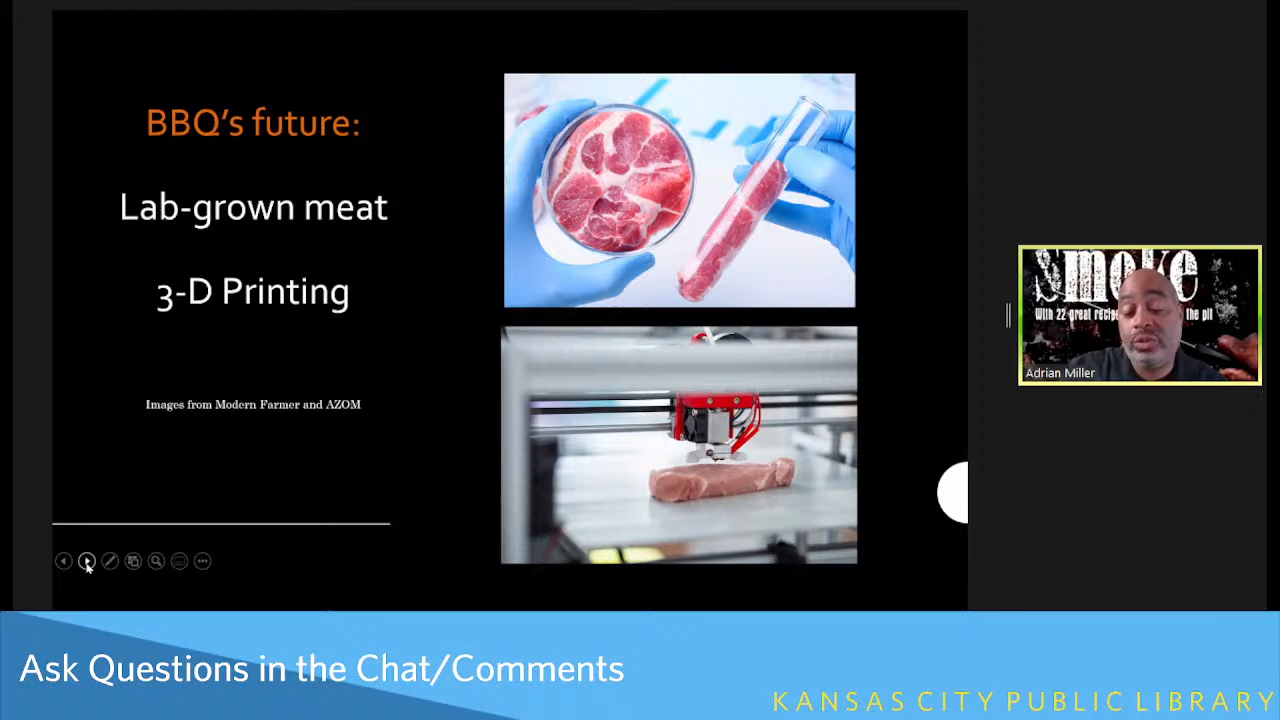 BBQ's future:
Lab-grown meat
3-D Printing
Images from Modern Farmer and AZOM
Smoke
With 22 great recipe
the pit
Adrian Miller
Ask Questions in the Chat/Comments
KANSAS CITY PUBLIC LIBRARY